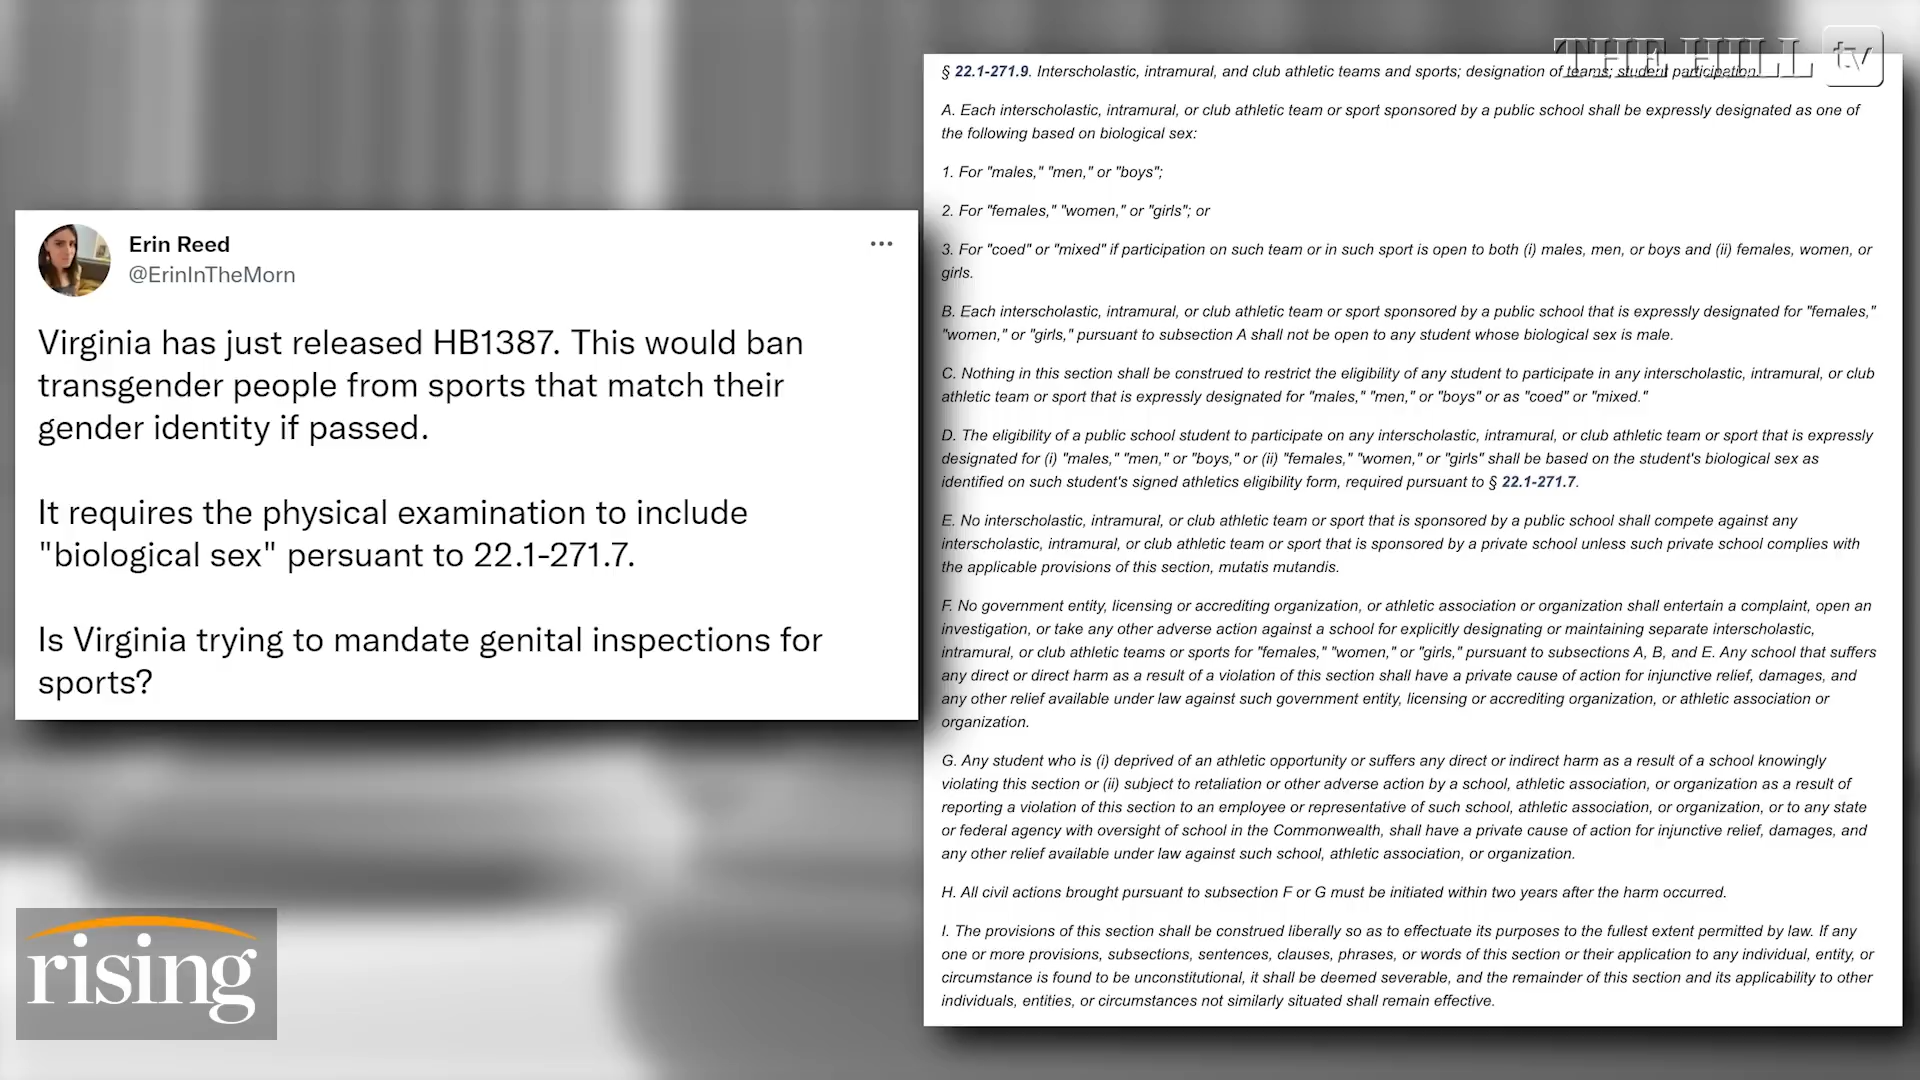 THE HILL tv
Erin Reed
@ErinInTheMorn
Virginia has just released HB1387. This would ban
transgender people from sports that match their
gender identity if passed.
It requires the physical examination to include
"biological sex" persuant to 22.1-271.7.
Is Virginia trying to mandate genital inspections for
sports?
rising
§ 22.1-271.9. Interscholastic, intramural, and club athletic teams and sports; designation of teams; student participation.
A. Each interscholastic, intramural, or club athletic team or sport sponsored by a public school shall be expressly designated as one of
the following based on biological sex:
1. For "males," "men," or "boys";
2. For "females," "women," or "girls"; or
3. For "coed" or "mixed" if participation on such team or in such sport is open to both (i) males, men, or boys and (ii) females, women, or
girls.
B. Each interscholastic, intramural, or club athletic team or sport sponsored by a public school that is expressly designated for "females,"
"women," or "girls," pursuant to subsection A shall not be open to any student whose biological sex is male.
C. Nothing in this section shall be construed to restrict the eligibility of any student to participate in any interscholastic, intramural, or club
athletic team or sport that is expressly designated for "males," "men," or "boys" or as "coed" or "mixed."
D. The eligibility of a public school student to participate on any interscholastic, intramural, or club athletic team or sport that is expressly
designated for (i) "males," "men," or "boys," or (ii) "females," "women," or "girls" shall be based on the student's biological sex as
identified on such student's signed athletics eligibility form, required pursuant to § 22.1-271.7.
E. No interscholastic, intramural, or club athletic team or sport that is sponsored by a public school shall compete against any
interscholastic, intramural, or club athletic team or sport that is sponsored by a private school unless such private school complies with
the applicable provisions of this section, mutatis mutandis.
F. No government entity, licensing or accrediting organization, or athletic association or organization shall entertain a complaint, open an
investigation, or take any other adverse action against a school for explicitly designating or maintaining separate interscholastic,
intramural, or club athletic teams or sports for "females," "women," or "girls," pursuant to subsections A, B, and E. Any school that suffers
any direct or direct harm as a result of a violation of this section shall have a private cause of action for injunctive relief, damages, and
any other relief available under law against such government entity, licensing or accrediting organization, or athletic association or
organization.
G. Any student who is (i) deprived of an athletic opportunity or suffers any direct or indirect harm as a result of a school knowingly
violating this section or (ii) subject to retaliation or other adverse action by a school, athletic association, or organization as a result of
reporting a violation of this section to an employee or representative of such school, athletic association, or organization, or to any state
or federal agency with oversight of school in the Commonwealth, shall have a private cause of action for injunctive relief, damages, and
any other relief available under law against such school, athletic association, or organization.
H. All civil actions brought pursuant to subsection F or G must be initiated within two years after the harm occurred.
I. The provisions of this section shall be construed liberally so as to effectuate its purposes to the fullest extent permitted by law. If any
one or more provisions, subsections, sentences, clauses, phrases, or words of this section or their application to any individual, entity, or
circumstance is found to be unconstitutional, it shall be deemed severable, and the remainder of this section and its applicability to other
individuals, entities, or circumstances not similarly situated shall remain effective.